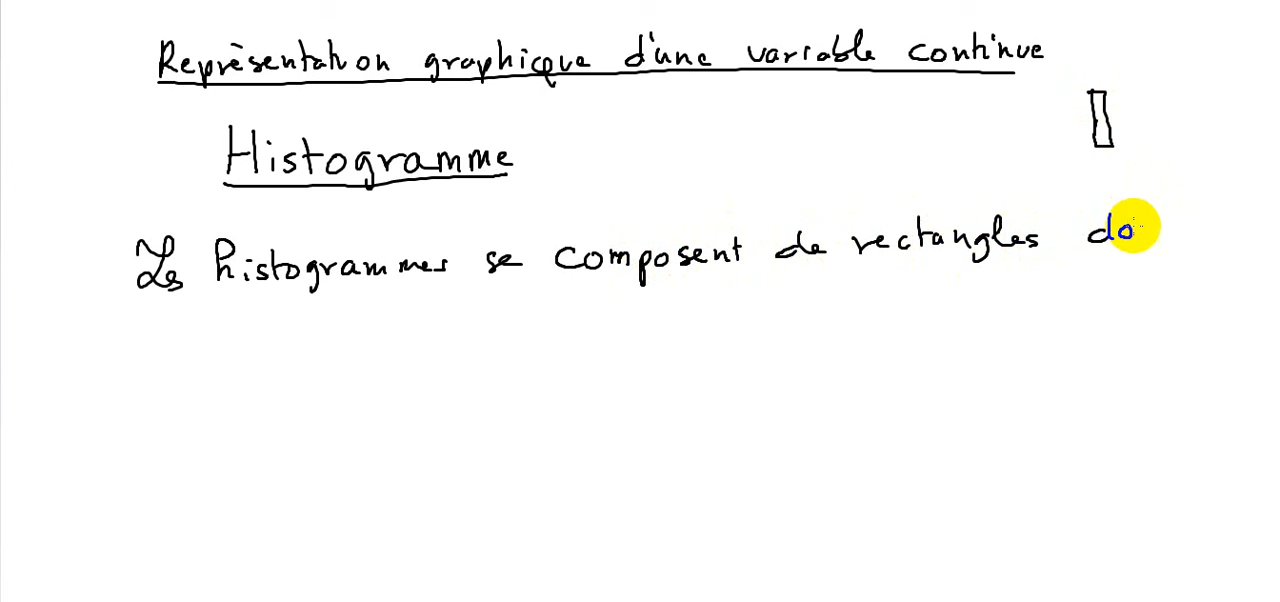 Représentation graphique d'une variable continue
Histogramme
Les histogrammes se composent de rectangles do